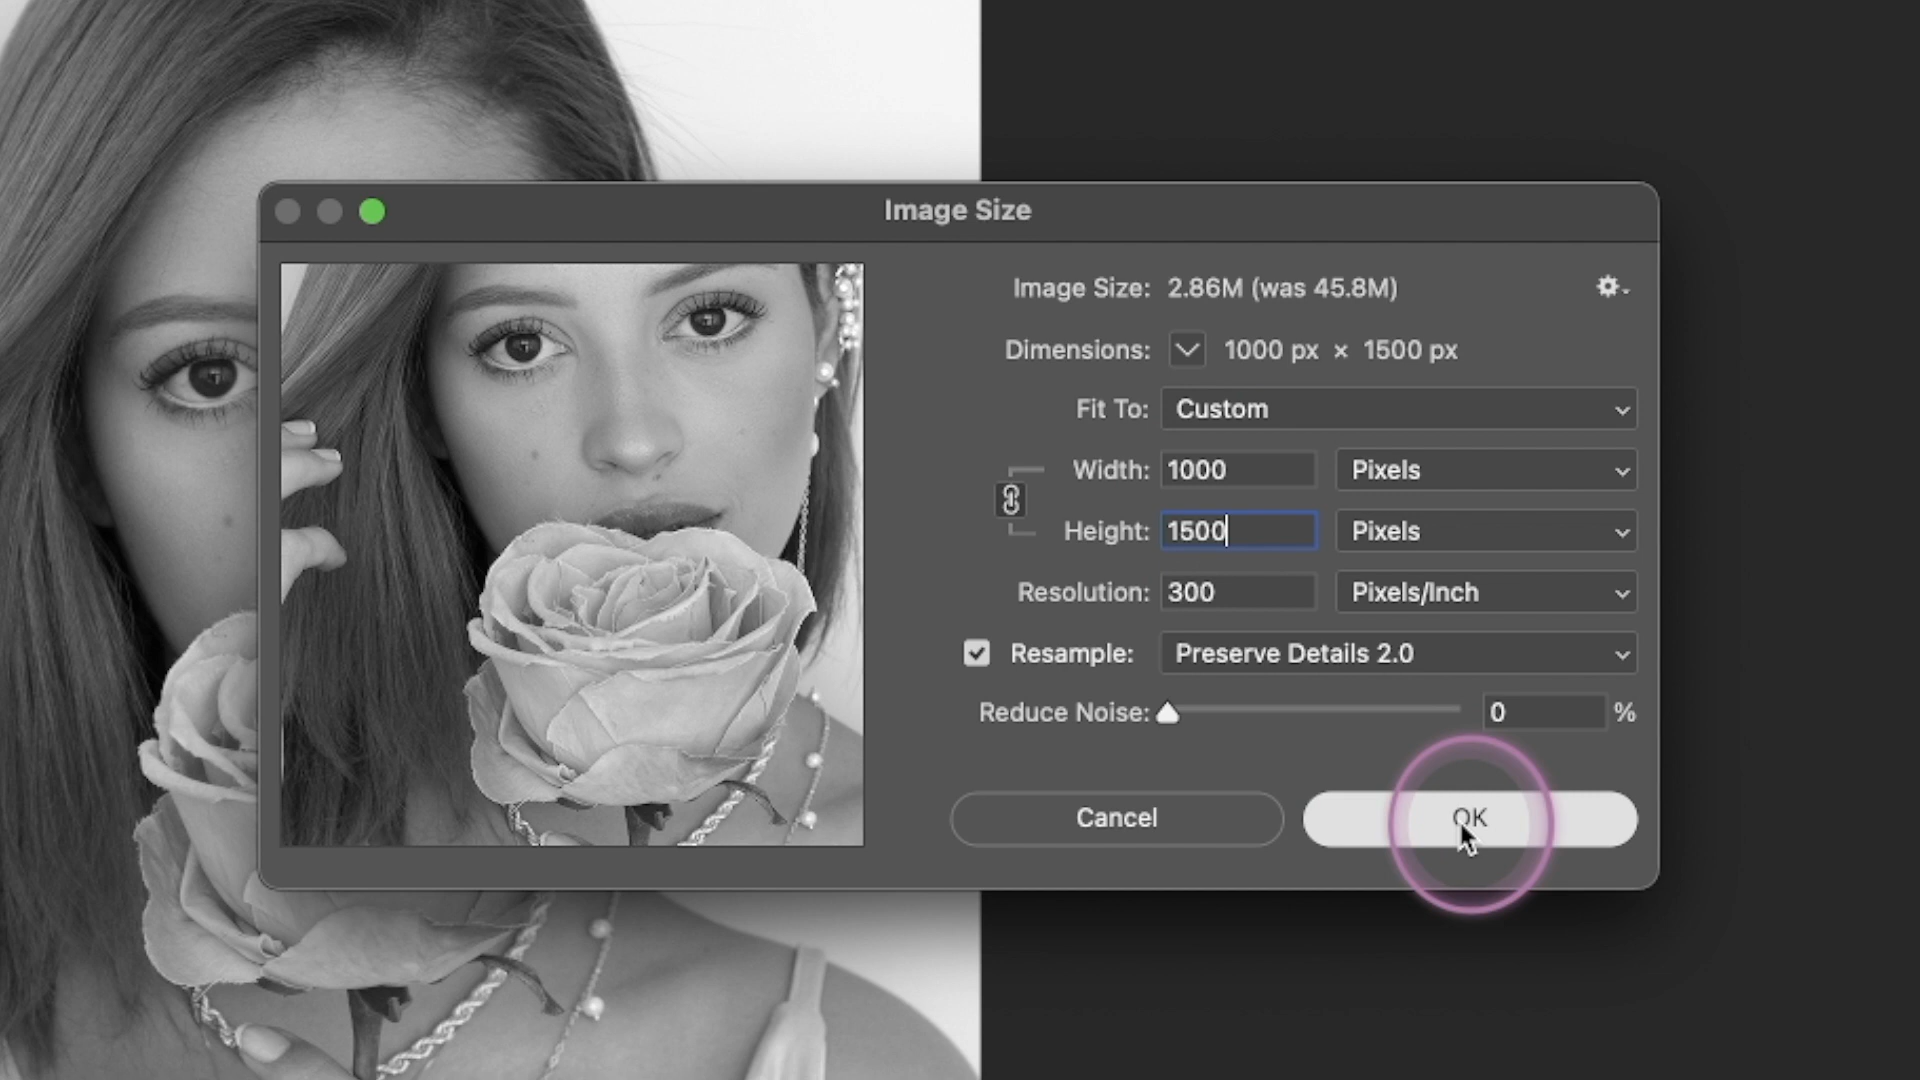 Image Size
Image Size: 2.86M (was 45.8M)
Dimensions: 1000 px × 1500 px
Fit To: Custom
Width: 1000 Pixels
Height: 1500 Pixels
Resolution: 300 Pixels/Inch
Resample: Preserve Details 2.0
Reduce Noise: 0 %
Cancel OK